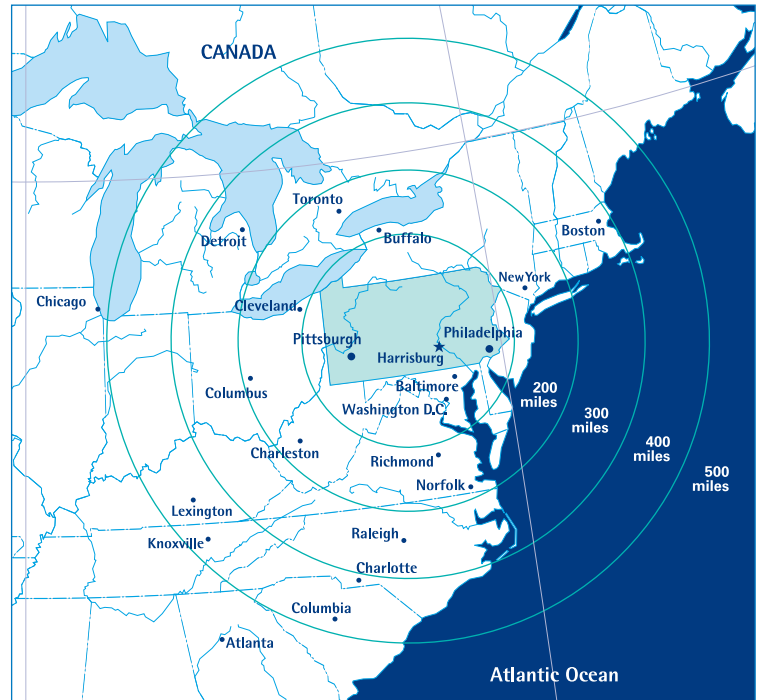 CANADA
Toronto
Detroit
Buffalo
Boston
New York
Chicago
Cleveland
Pittsburgh
Philadelphia
Harrisburg
Columbus
Baltimore
Washington D.C.
200
miles
300
miles
400
miles
500
miles
Charleston
Richmond
Norfolk
Lexington
Knoxville
Raleigh
Charlotte
Columbia
Atlanta
Atlantic Ocean